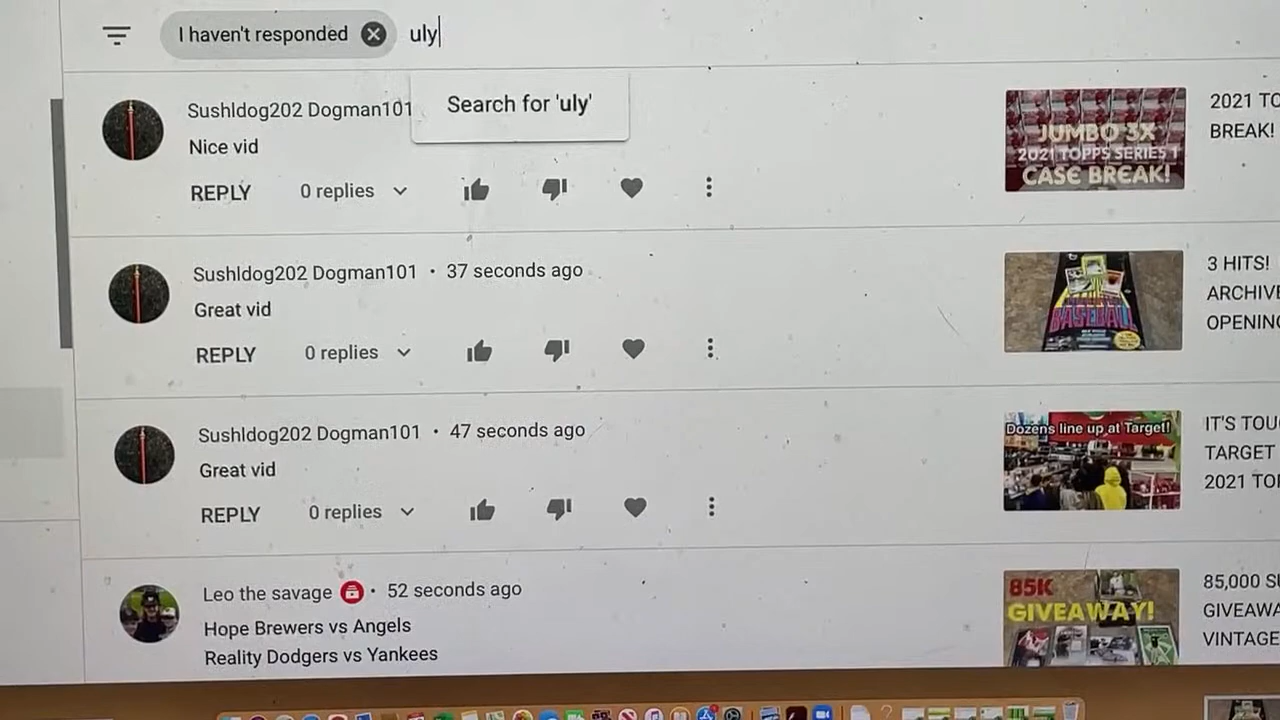 I haven't responded uly
Search for 'uly'
Sushldog202 Dogman101
Nice vid
REPLY 0 replies
JUMBO 3X
2021 TOPPS SERIES 1
CASE BREAK!
2021 TO
BREAK!
Sushldog202 Dogman101 • 37 seconds ago
Great vid
REPLY 0 replies
BASEBALL
3 HITS!
ARCHIVE
OPENING
Sushldog202 Dogman101 • 47 seconds ago
Great vid
REPLY 0 replies
Dozens line up at Target!
IT'S TOU
TARGET
2021 TO
Leo the savage • 52 seconds ago
Hope Brewers vs Angels
Reality Dodgers vs Yankees
85K
GIVEAWAY!
85,000 S
GIVEAWA
VINTAGE